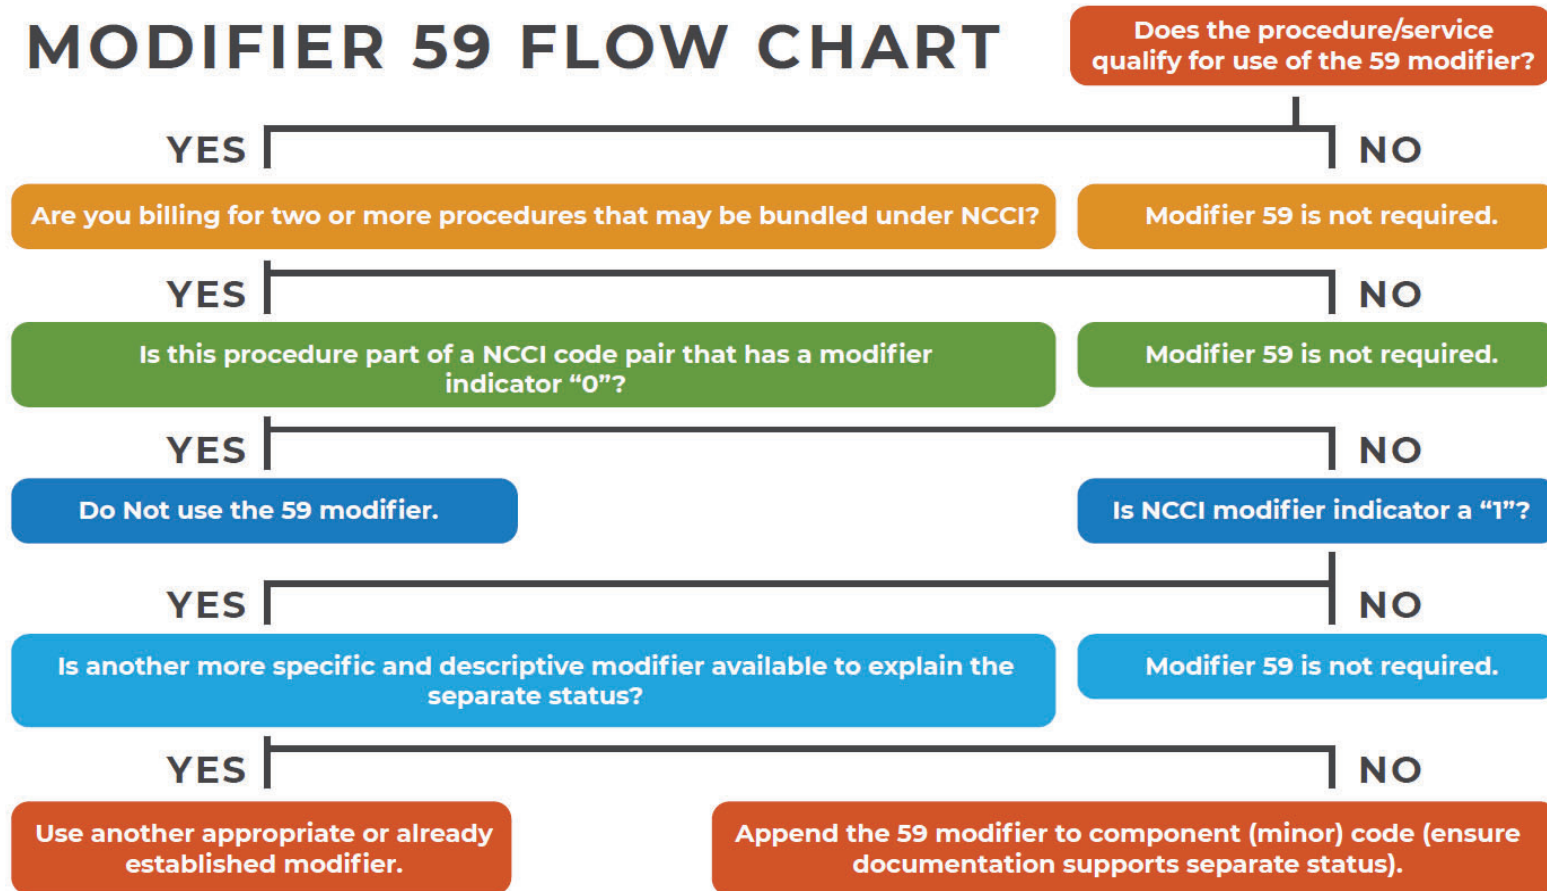 MODIFIER 59 FLOW CHART
Does the procedure/service
qualify for use of the 59 modifier?
YES
NO
Are you billing for two or more procedures that may be bundled under NCCI?
Modifier 59 is not required.
YES
NO
Is this procedure part of a NCCI code pair that has a modifier
indicator “0”?
Modifier 59 is not required.
YES
NO
Do Not use the 59 modifier.
Is NCCI modifier indicator a “1”?
YES
NO
Is another more specific and descriptive modifier available to explain the
separate status?
Modifier 59 is not required.
YES
NO
Use another appropriate or already
established modifier.
Append the 59 modifier to component (minor) code (ensure
documentation supports separate status).